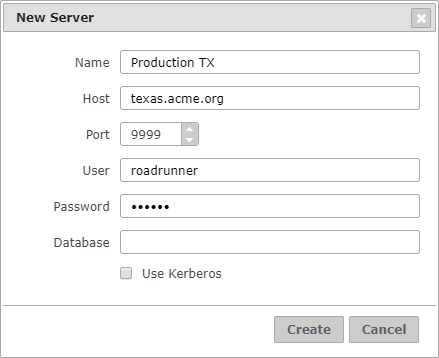 New Server
Name Production TX
Host texas.acme.org
Port 9999
User roadrunner
Password ••••••
Database
Use Kerberos
Create Cancel